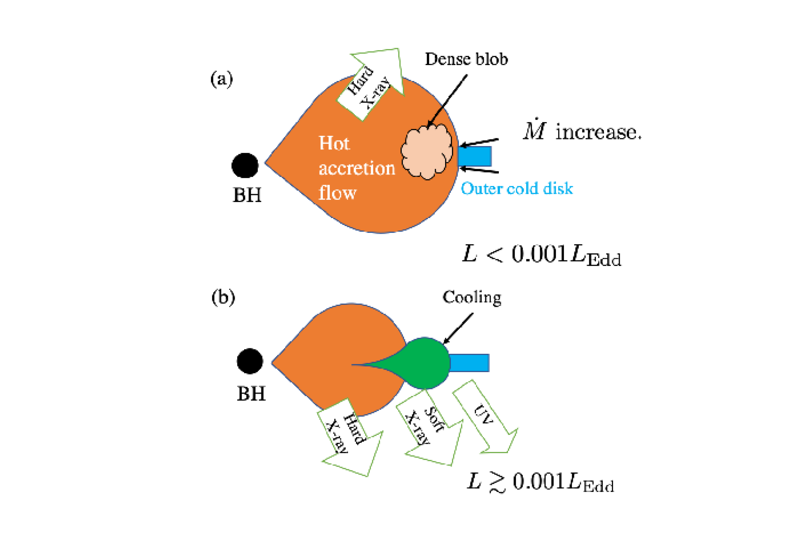 (a)
Hard
X-ray
Dense blob
Ṁ increase.
Hot
accretion
flow
BH
Outer cold disk
L < 0.001L_Edd
(b)
Cooling
BH
Hard
X-ray
Soft
X-ray
UV
L ≳ 0.001L_Edd